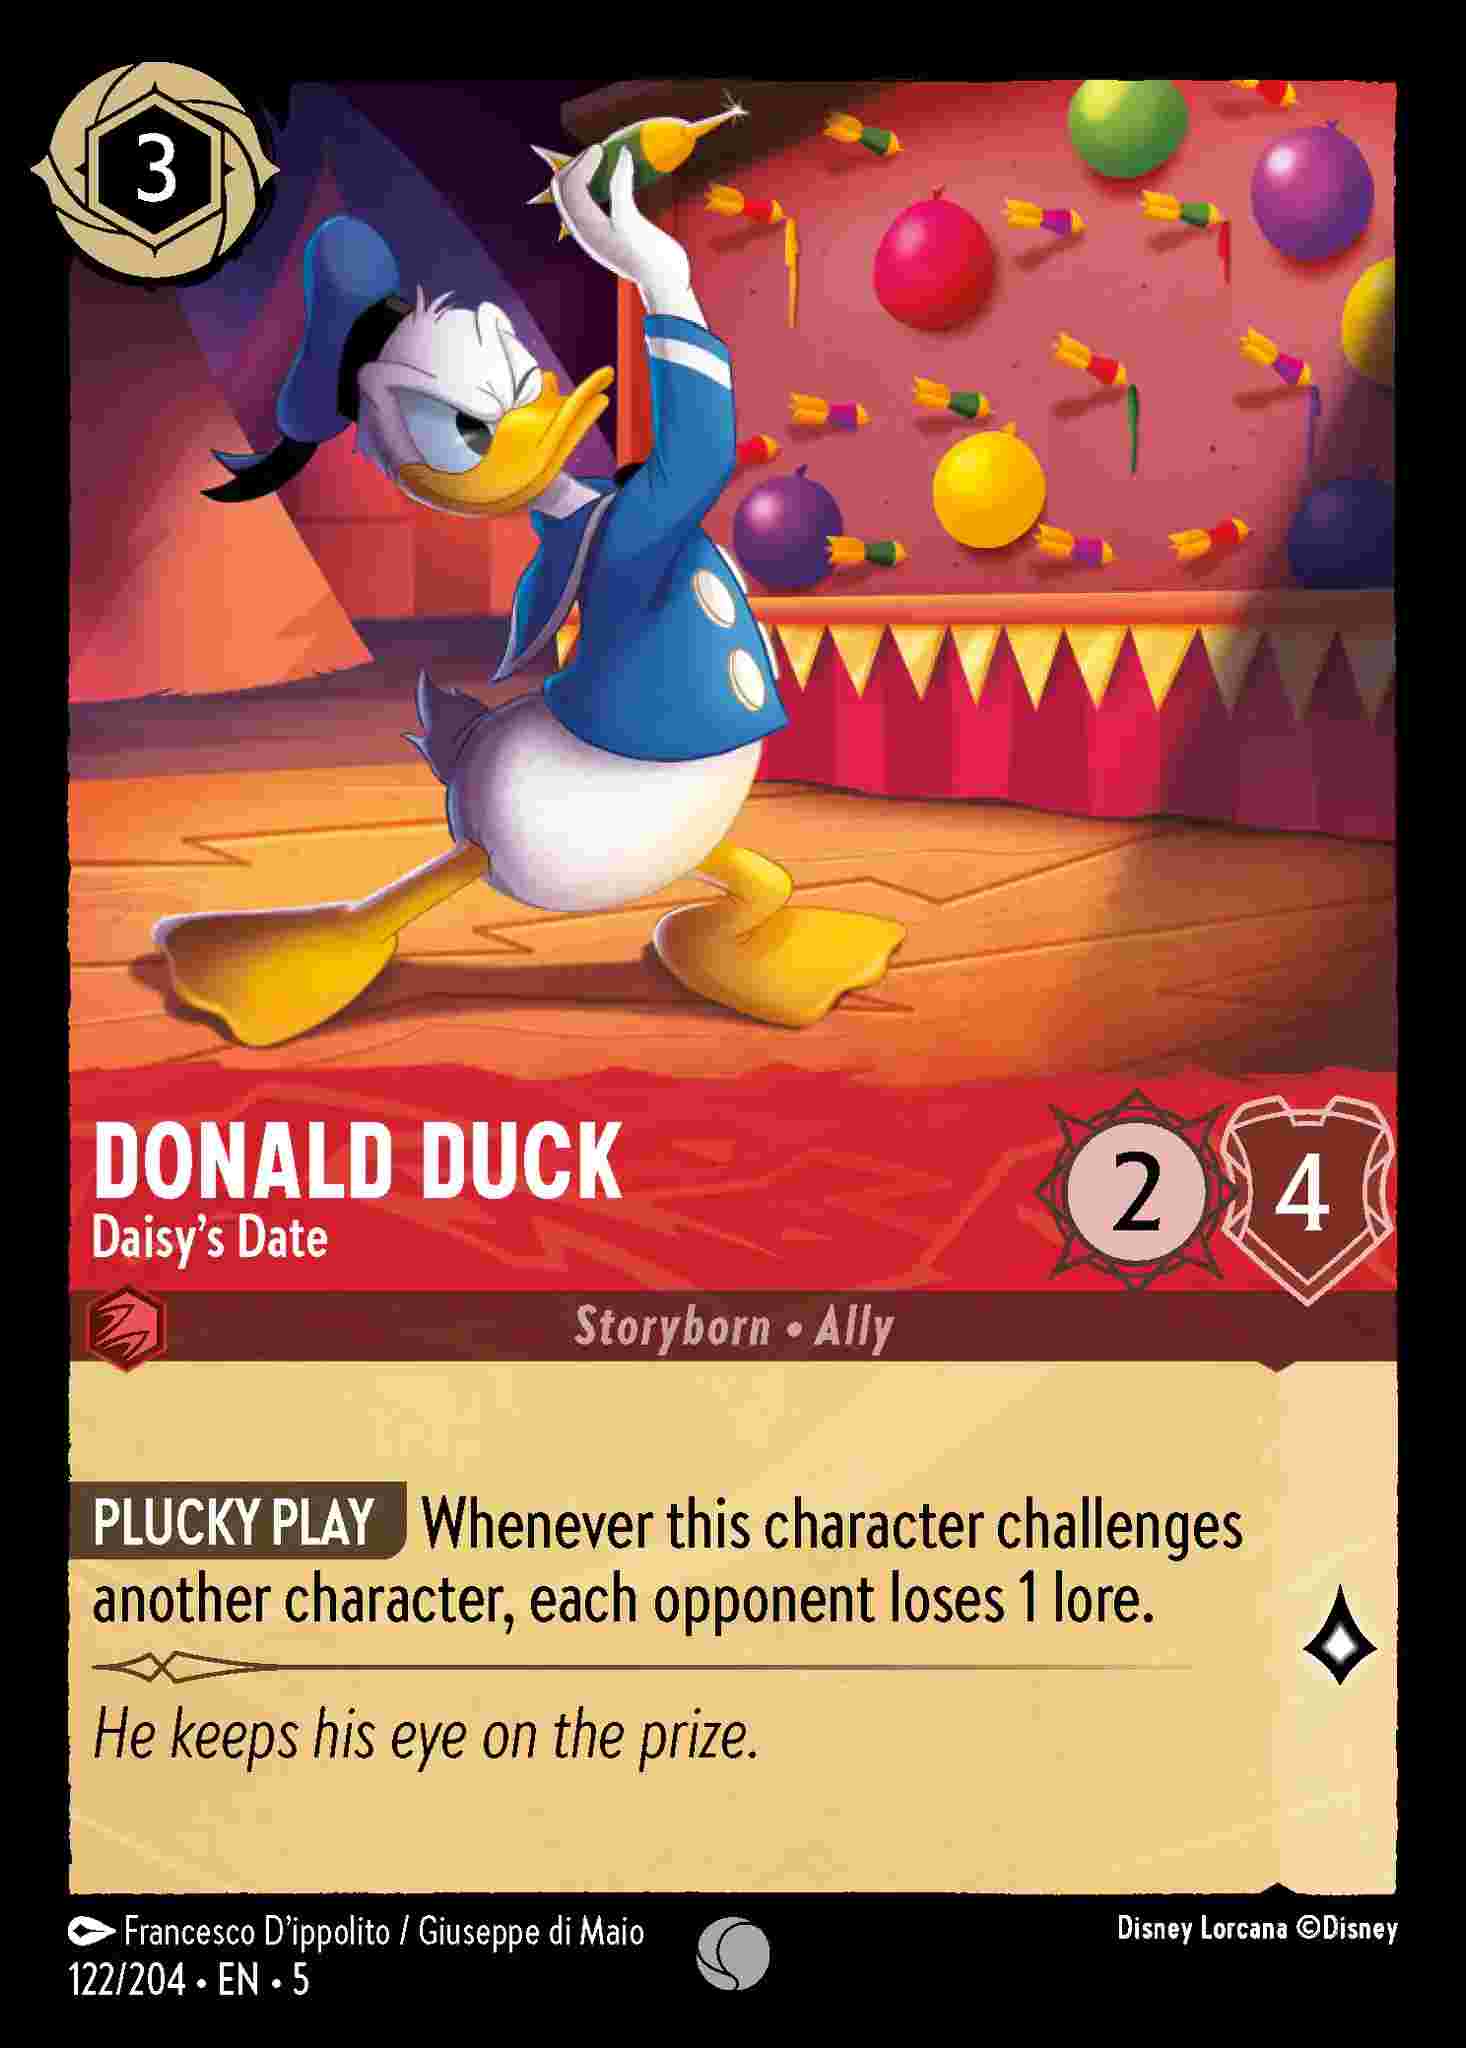 3
DONALD DUCK
Daisy's Date
2
4
Storyborn • Ally
PLUCKY PLAY Whenever this character challenges
another character, each opponent loses 1 lore.
He keeps his eye on the prize.
Francesco D'ippolito / Giuseppe di Maio
Disney Lorcana ©Disney
122/204 • EN • 5